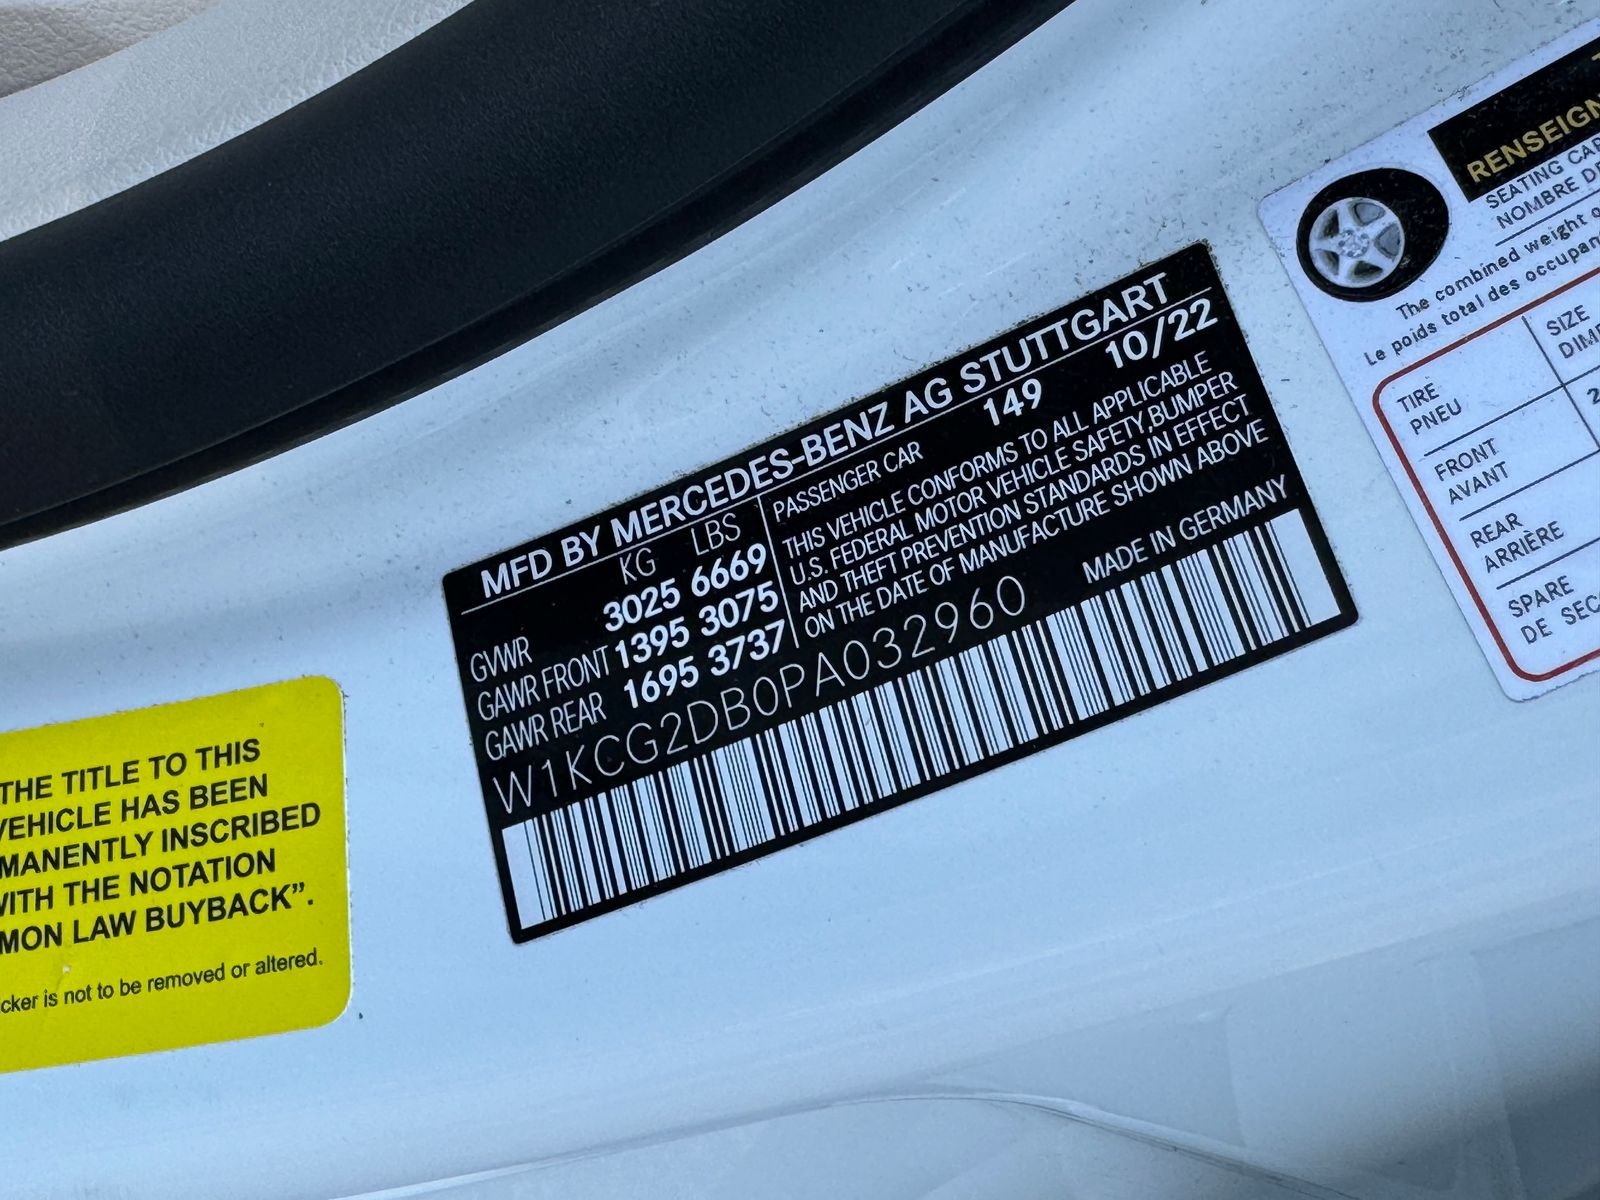 THE TITLE TO THIS
VEHICLE HAS BEEN
MANENTLY INSCRIBED
WITH THE NOTATION
MON LAW BUYBACK”.
cker is not to be removed or altered.
MFD BY MERCEDES-BENZ AG STUTTGART
KG LBS
GVWR 3025 6669
GAWR FRONT 1395 3075
GAWR REAR 1695 3737
PASSENGER CAR 149 10/22
THIS VEHICLE CONFORMS TO ALL APPLICABLE
U.S. FEDERAL MOTOR VEHICLE SAFETY,BUMPER
AND THEFT PREVENTION STANDARDS IN EFFECT
ON THE DATE OF MANUFACTURE SHOWN ABOVE
W1KCG2DB0PA032960
MADE IN GERMANY
RENSEIGN
SEATING CAP
NOMBRE DE
The combined weight o
Le poids total des occupan
TIRE
PNEU
SIZE
DIME
FRONT
AVANT
2
REAR
ARRIÈRE
SPARE
DE SECO